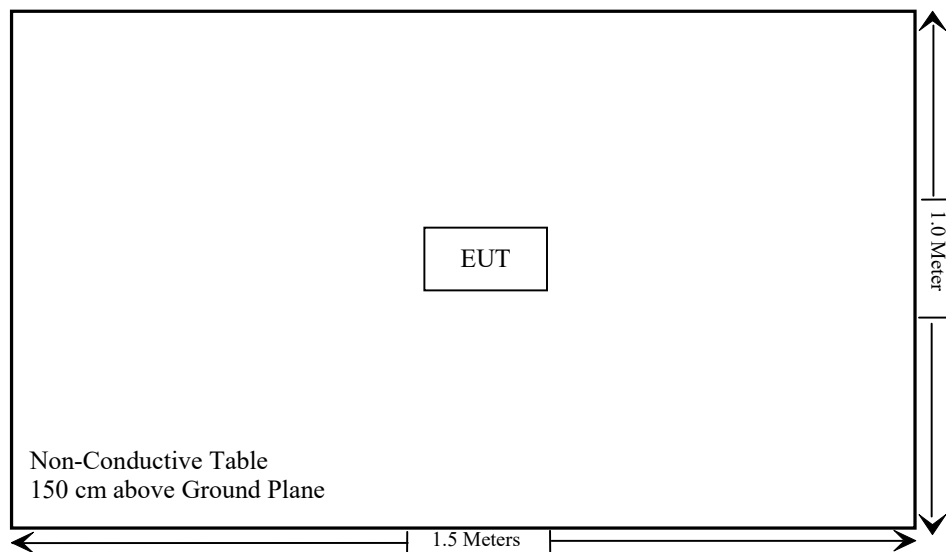 EUT
1.0 Meter
Non-Conductive Table
150 cm above Ground Plane
1.5 Meters